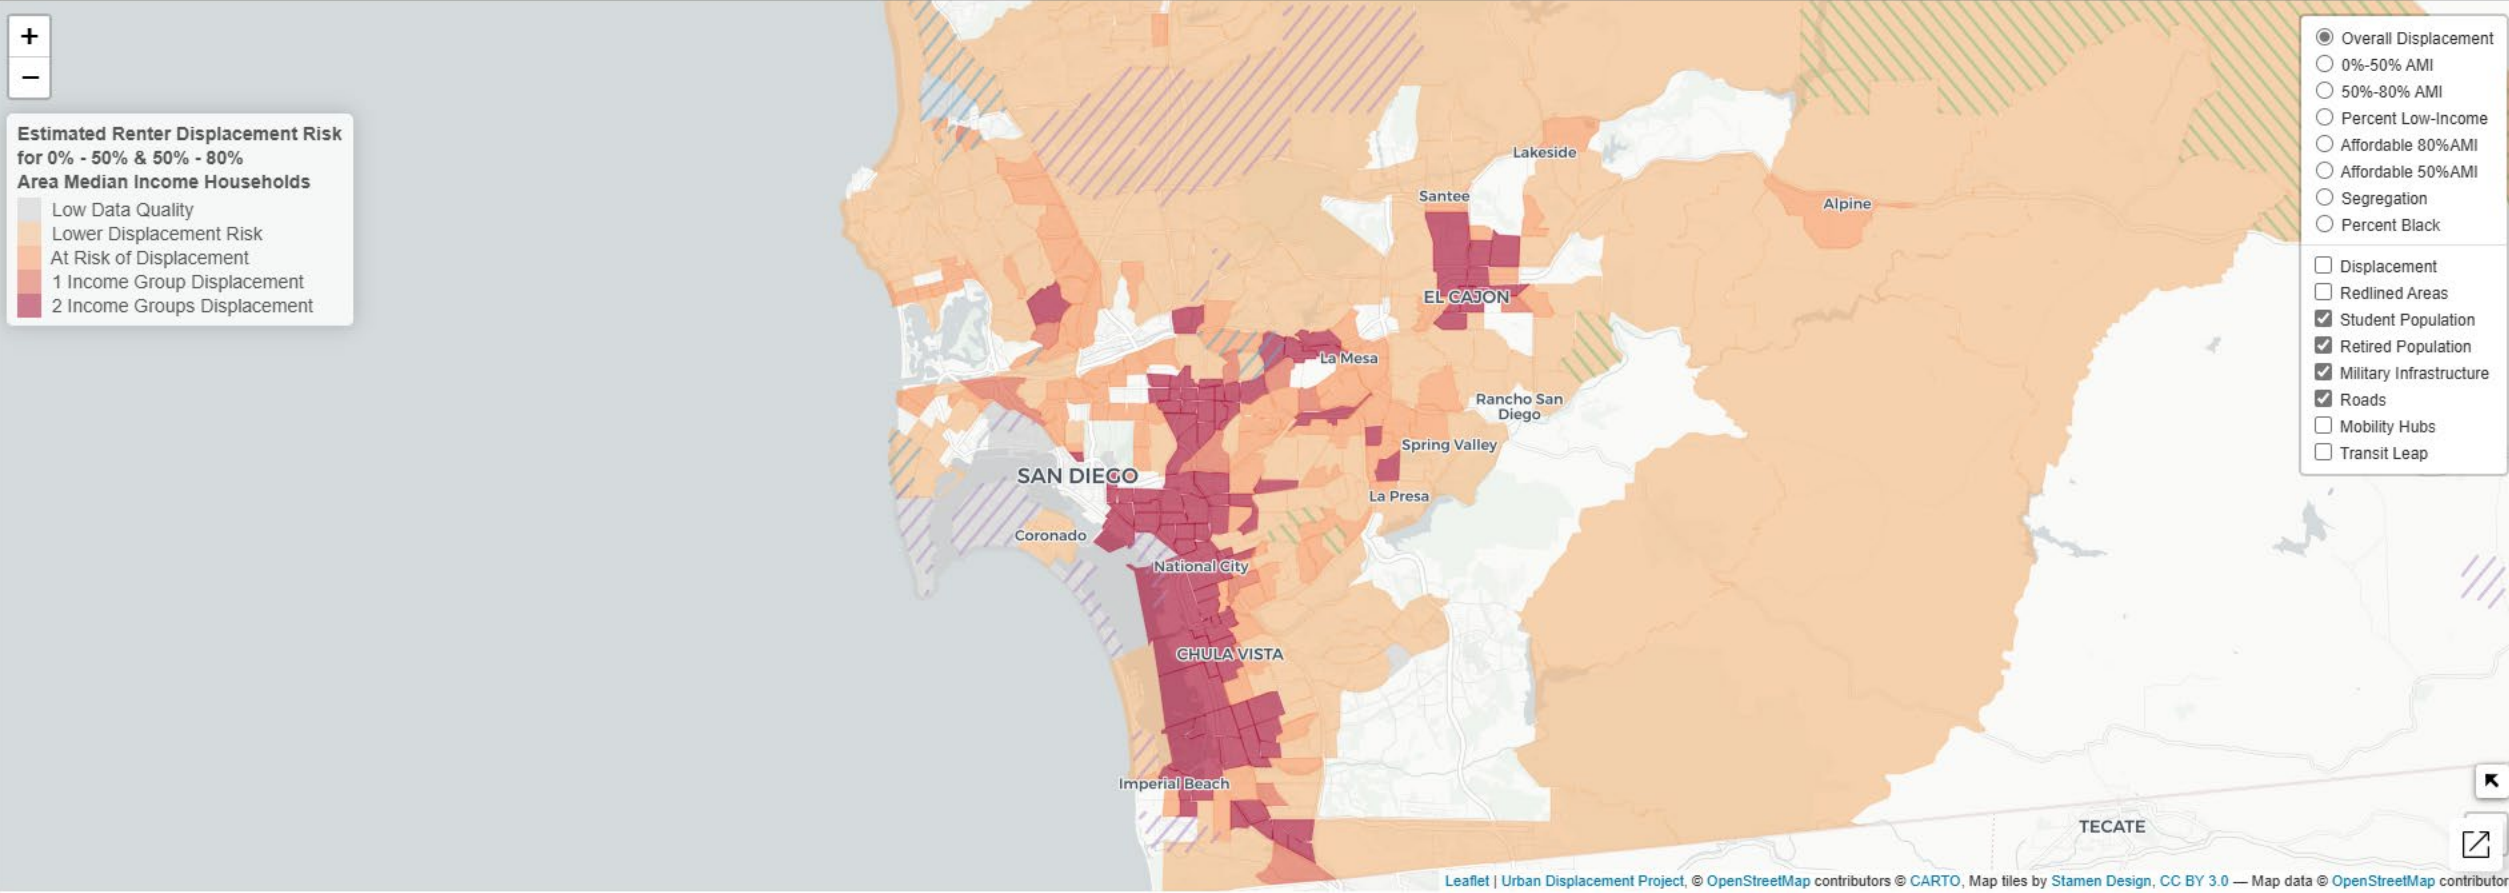 +
−
Estimated Renter Displacement Risk
for 0% - 50% & 50% - 80%
Area Median Income Households
Low Data Quality
Lower Displacement Risk
At Risk of Displacement
1 Income Group Displacement
2 Income Groups Displacement
Lakeside
Santee
Alpine
EL CAJON
La Mesa
Rancho San
Diego
Spring Valley
SAN DIEGO
La Presa
Coronado
National City
CHULA VISTA
Imperial Beach
TECATE
Overall Displacement
0%-50% AMI
50%-80% AMI
Percent Low-Income
Affordable 80%AMI
Affordable 50%AMI
Segregation
Percent Black
Displacement
Redlined Areas
Student Population
Retired Population
Military Infrastructure
Roads
Mobility Hubs
Transit Leap
Leaflet | Urban Displacement Project, © OpenStreetMap contributors © CARTO, Map tiles by Stamen Design, CC BY 3.0 — Map data © OpenStreetMap contributor